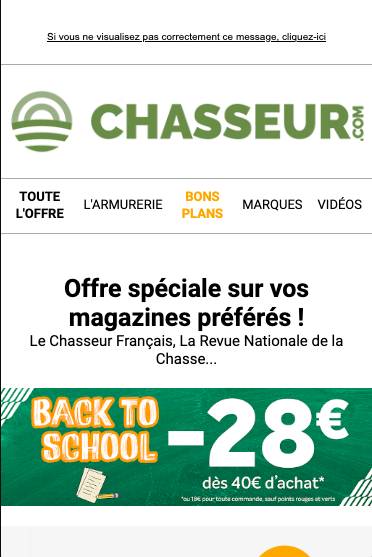 Si vous ne visualisez pas correctement ce message, cliquez-ici
CHASSEUR.COM
TOUTE L'ARMURERIE BONS MARQUES VIDÉOS
L'OFFRE PLANS
Offre spéciale sur vos
magazines préférés !
Le Chasseur Français, La Revue Nationale de la
Chasse...
BACK TO
SCHOOL
-28€
dès 40€ d'achat*
*ou 18€ pour toute commande, sauf points rouges et verts